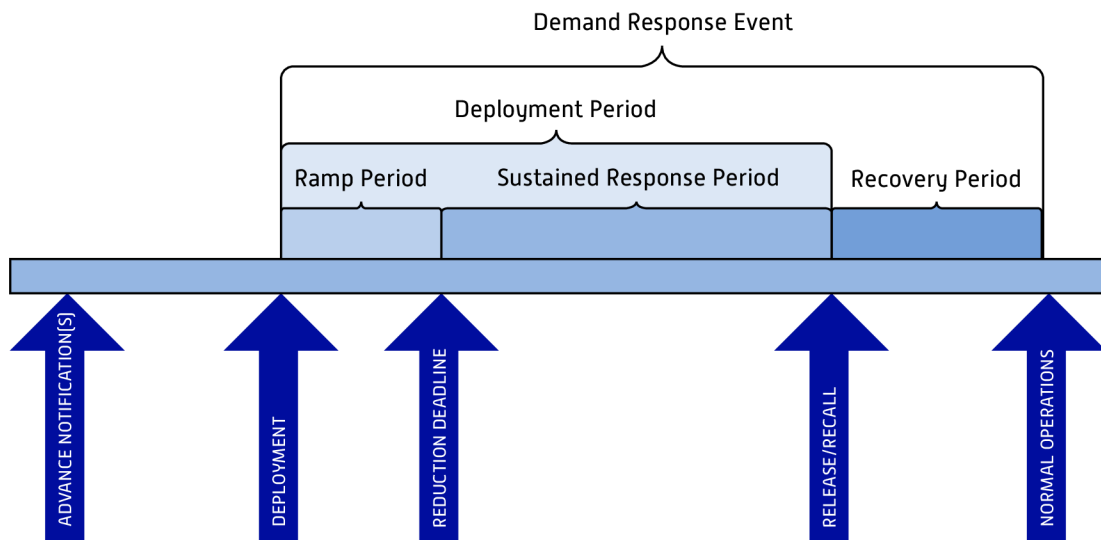 Demand Response Event
Deployment Period
Ramp Period
Sustained Response Period
Recovery Period
ADVANCE NOTIFICATION(S)
DEPLOYMENT
REDUCTION DEADLINE
RELEASE/RECALL
NORMAL OPERATIONS